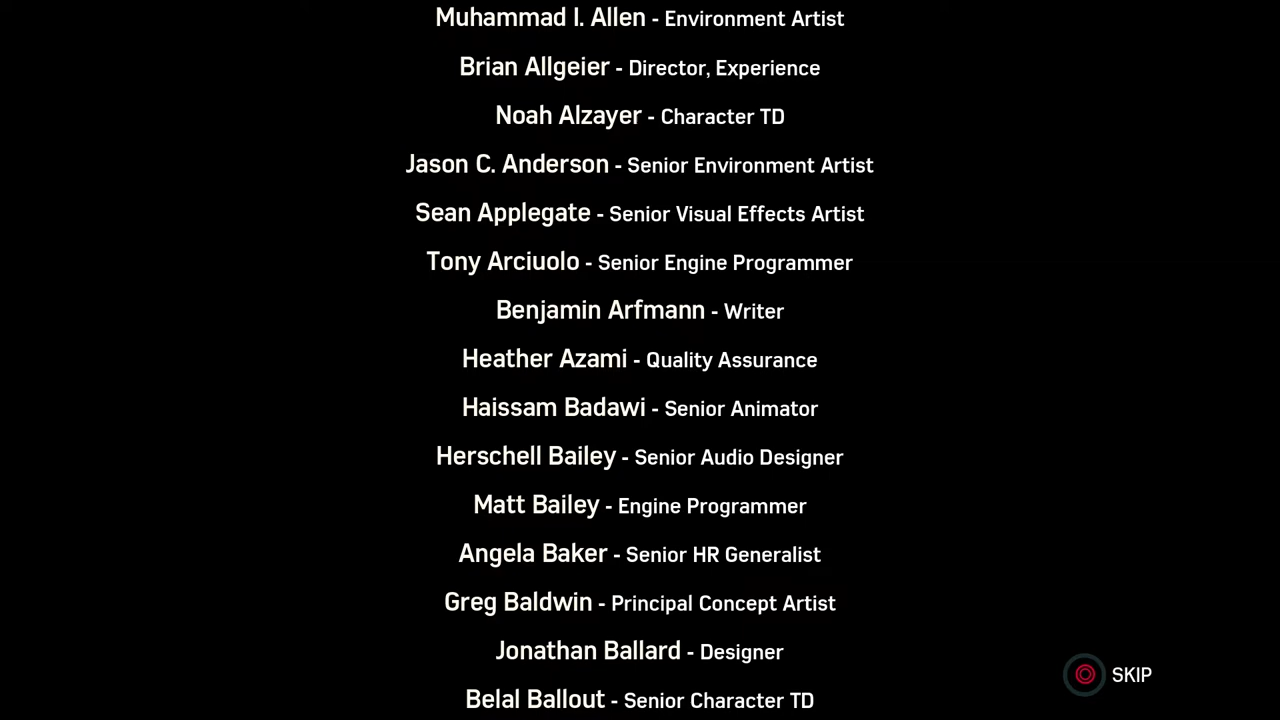 Muhammad I. Allen - Environment Artist
Brian Allgeier - Director, Experience
Noah Alzayer - Character TD
Jason C. Anderson - Senior Environment Artist
Sean Applegate - Senior Visual Effects Artist
Tony Arciuolo - Senior Engine Programmer
Benjamin Arfmann - Writer
Heather Azami - Quality Assurance
Haissam Badawi - Senior Animator
Herschell Bailey - Senior Audio Designer
Matt Bailey - Engine Programmer
Angela Baker - Senior HR Generalist
Greg Baldwin - Principal Concept Artist
Jonathan Ballard - Designer
SKIP
Belal Ballout - Senior Character TD